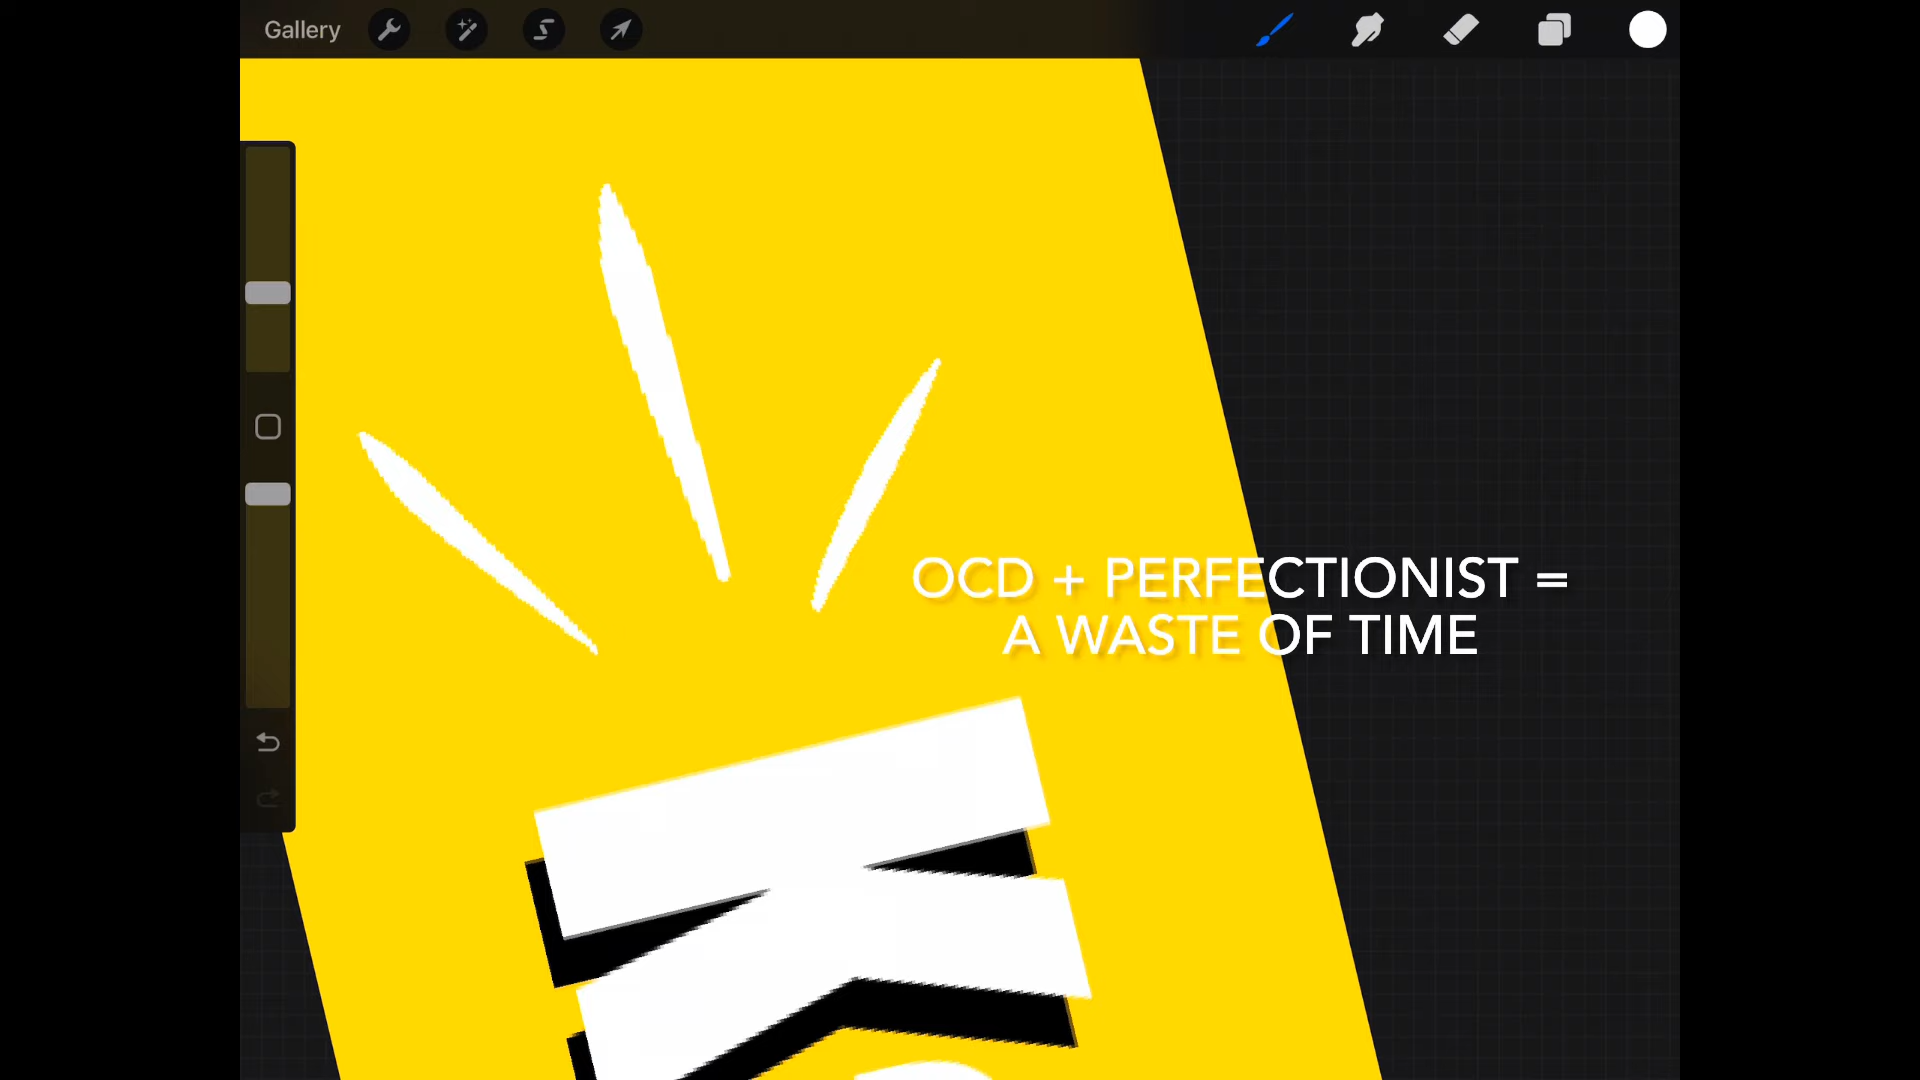 Gallery
OCD + PERFECTIONIST =
A WASTE OF TIME